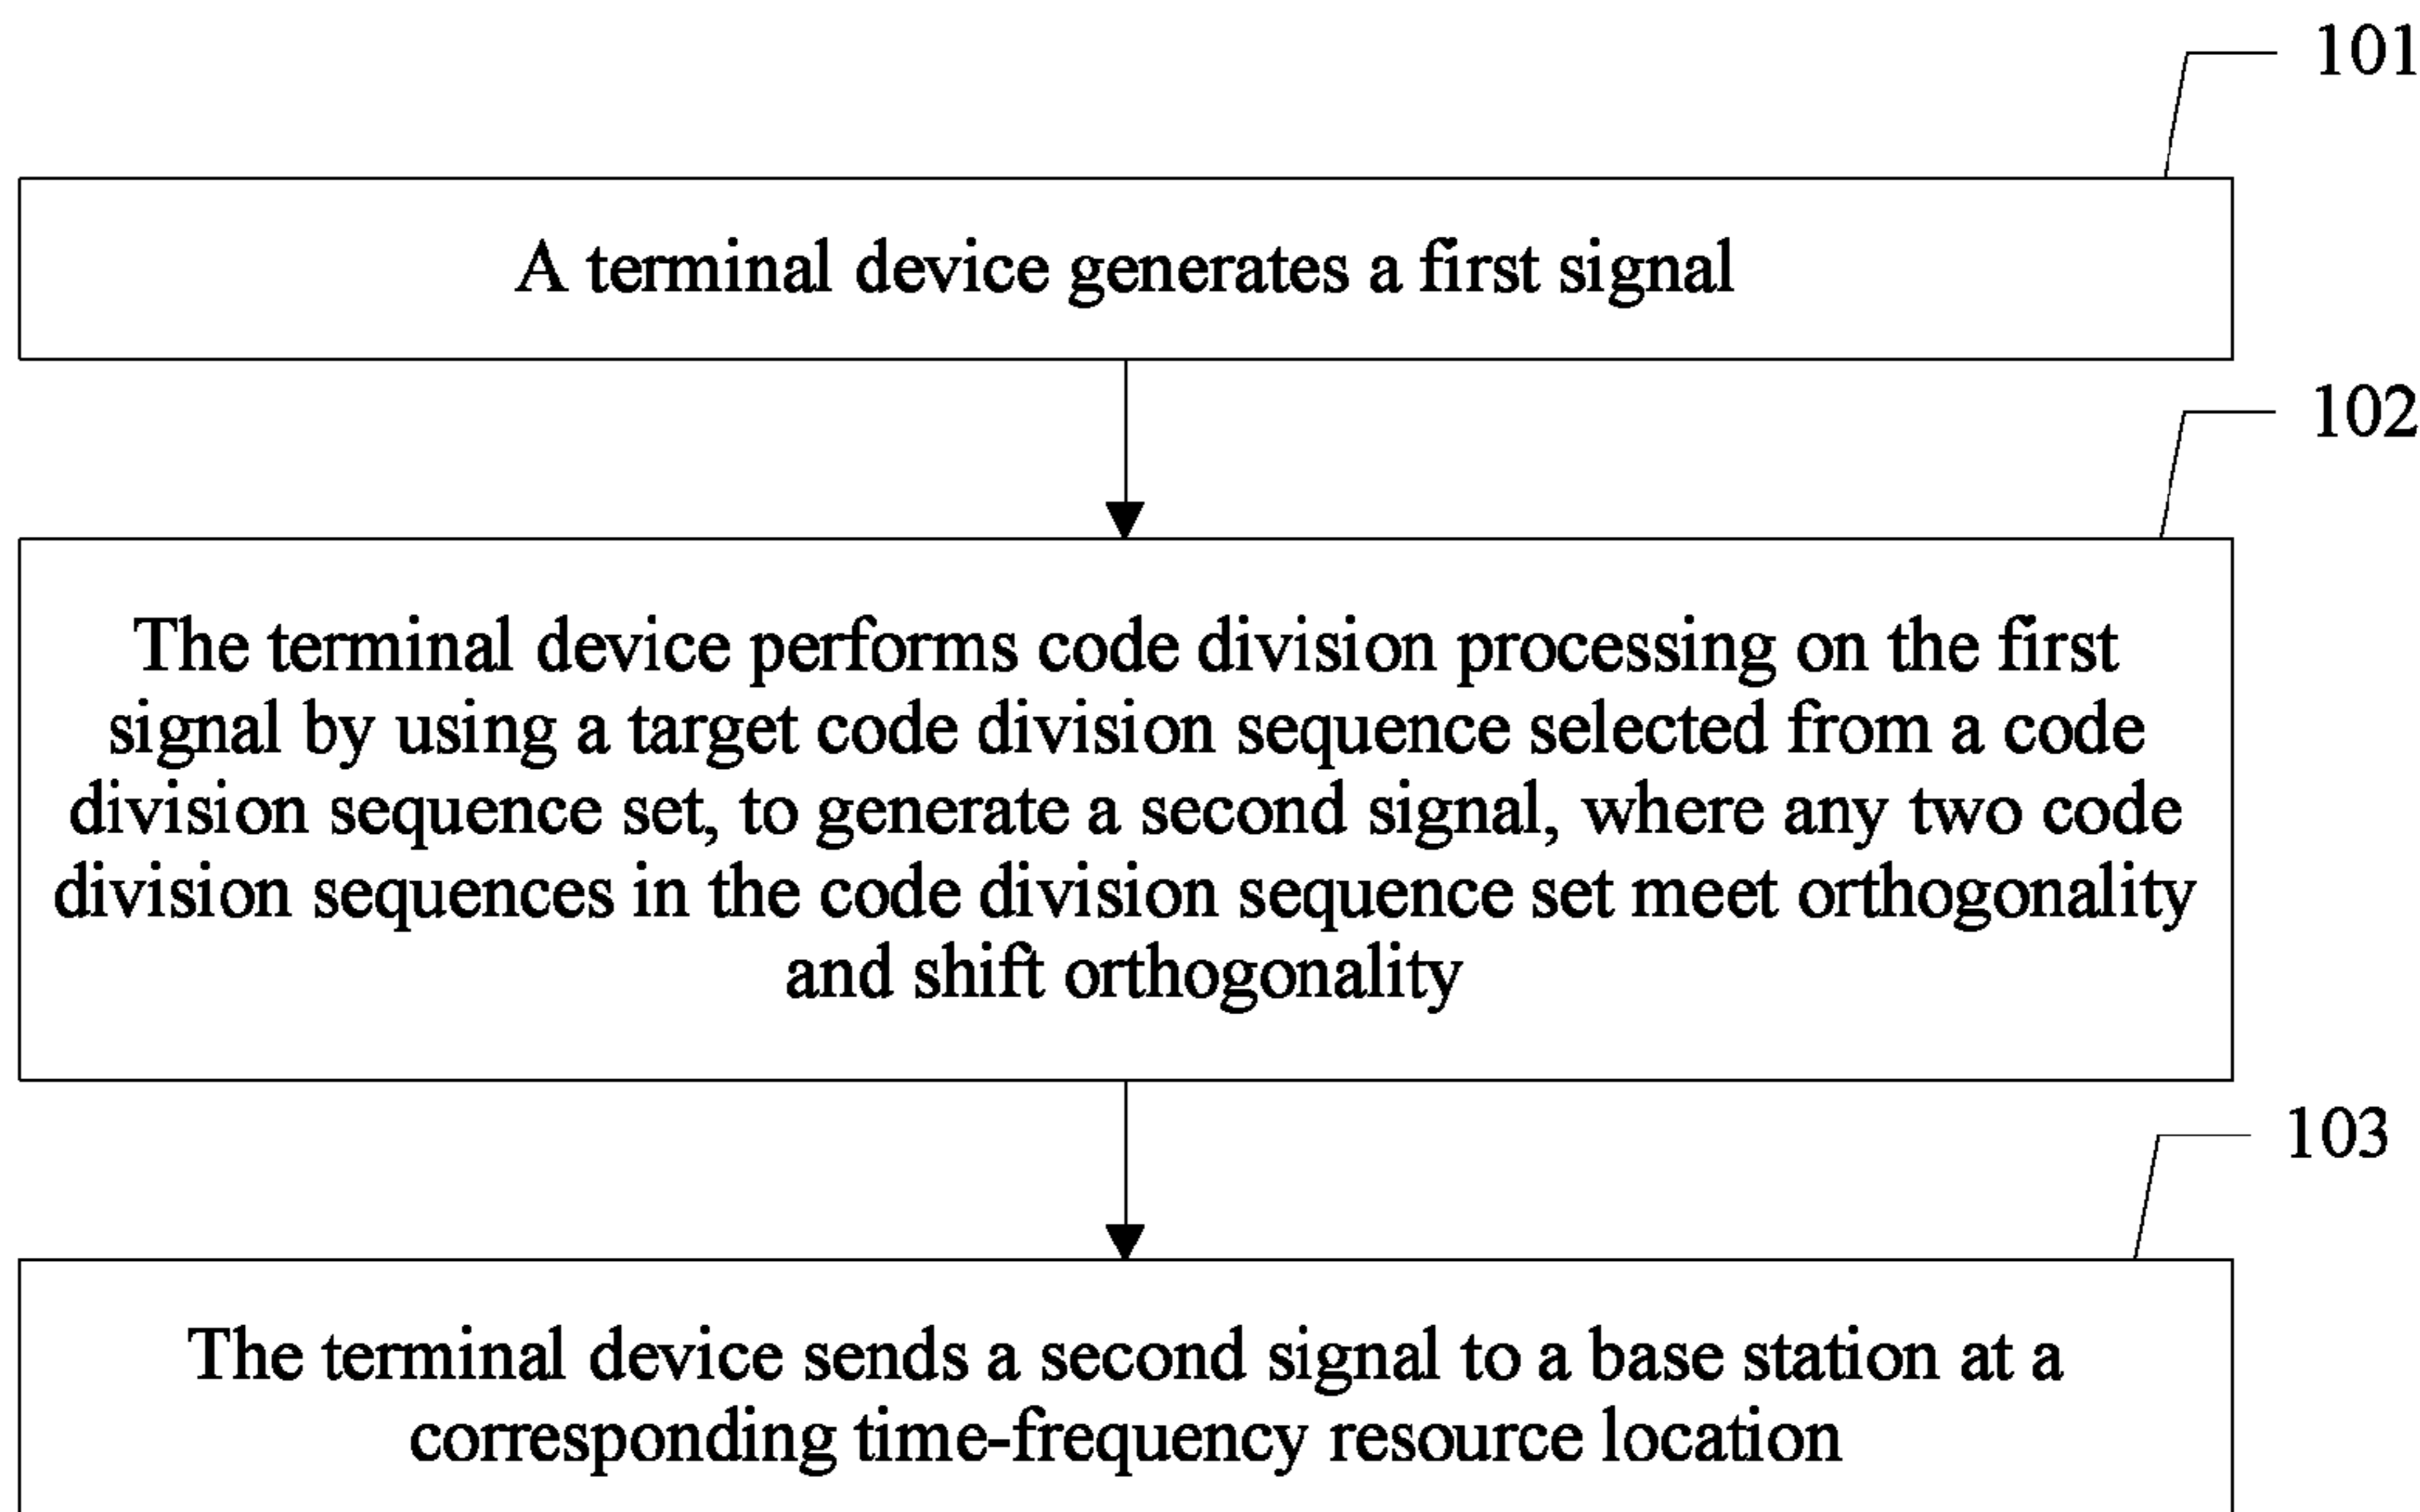 101
A terminal device generates a first signal
102
The terminal device performs code division processing on the first
signal by using a target code division sequence selected from a code
division sequence set, to generate a second signal, where any two code
division sequences in the code division sequence set meet orthogonality
and shift orthogonality
103
The terminal device sends a second signal to a base station at a
corresponding time-frequency resource location